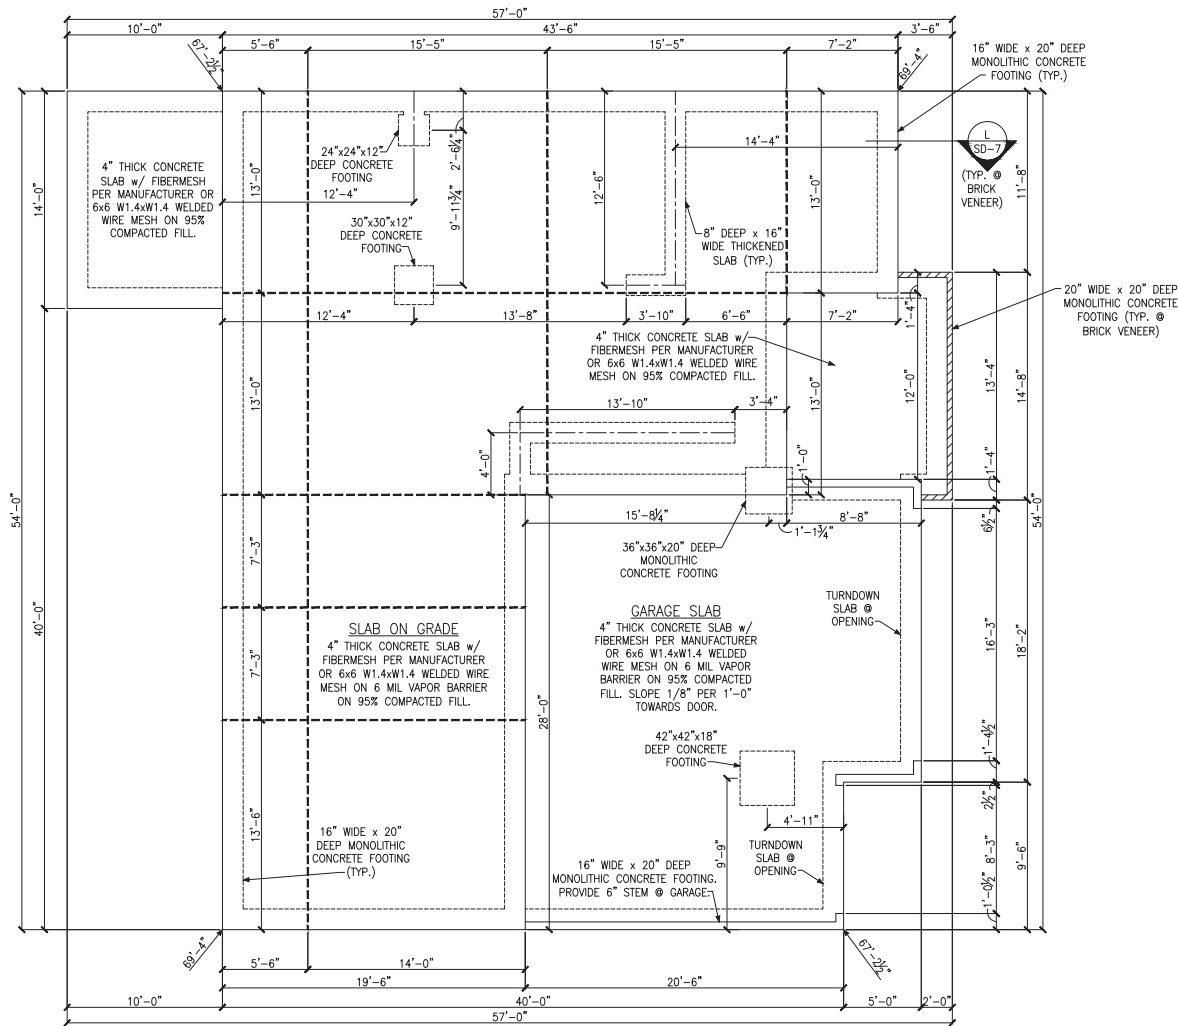 57'-0"
10'-0"
43'-6"
3'-6"
5'-6"
15'-5"
15'-5"
7'-2"
67'-2½"
69'-4"
16" WIDE x 20" DEEP
MONOLITHIC CONCRETE
FOOTING (TYP.)
L
SD-7
(TYP. @
BRICK
VENEER)
11'-8"
14'-4"
4" THICK CONCRETE
SLAB w/ FIBERMESH
PER MANUFACTURER OR
6x6 W1.4xW1.4 WELDED
WIRE MESH ON 95%
COMPACTED FILL.
14'-0"
13'-0"
24"x24"x12"
DEEP CONCRETE
FOOTING
12'-4"
2'-6¼"
9'-11¾"
12'-6"
13'-0"
30"x30"x12"
DEEP CONCRETE
FOOTING
8" DEEP x 16"
WIDE THICKENED
SLAB (TYP.)
20" WIDE x 20" DEEP
MONOLITHIC CONCRETE
FOOTING (TYP. @
BRICK VENEER)
12'-4"
13'-8"
3'-10"
6'-6"
7'-2"
1'-4"
4" THICK CONCRETE SLAB w/
FIBERMESH PER MANUFACTURER
OR 6x6 W1.4xW1.4 WELDED WIRE
MESH ON 95% COMPACTED FILL.
13'-0"
13'-0"
12'-0"
13'-4"
14'-8"
13'-10"
3'-4"
4'-0"
1'-0"
1'-4"
54'-0"
15'-8¼"
8'-8"
1'-1¾"
6½"
54'-0"
36"x36"x20" DEEP
MONOLITHIC
CONCRETE FOOTING
7'-3"
40'-0"
GARAGE SLAB
4" THICK CONCRETE SLAB w/
FIBERMESH PER MANUFACTURER
OR 6x6 W1.4xW1.4 WELDED
WIRE MESH ON 6 MIL VAPOR
BARRIER ON 95% COMPACTED
FILL. SLOPE 1/8" PER 1'-0"
TOWARDS DOOR.
TURNDOWN
SLAB @
OPENING
16'-3"
18'-2"
SLAB ON GRADE
4" THICK CONCRETE SLAB w/
FIBERMESH PER MANUFACTURER
OR 6x6 W1.4xW1.4 WELDED WIRE
MESH ON 6 MIL VAPOR BARRIER
ON 95% COMPACTED FILL.
7'-3"
28'-0"
42"x42"x18"
DEEP CONCRETE
FOOTING
1'-4½"
2½"
4'-11"
9'-9"
13'-6"
16" WIDE x 20"
DEEP MONOLITHIC
CONCRETE FOOTING
(TYP.)
TURNDOWN
SLAB @
OPENING
8'-3"
9'-6"
16" WIDE x 20" DEEP
MONOLITHIC CONCRETE FOOTING.
PROVIDE 6" STEM @ GARAGE.
1'-0½"
69'-4"
67'-2½"
5'-6"
14'-0"
19'-6"
20'-6"
10'-0"
40'-0"
5'-0"
2'-0"
57'-0"